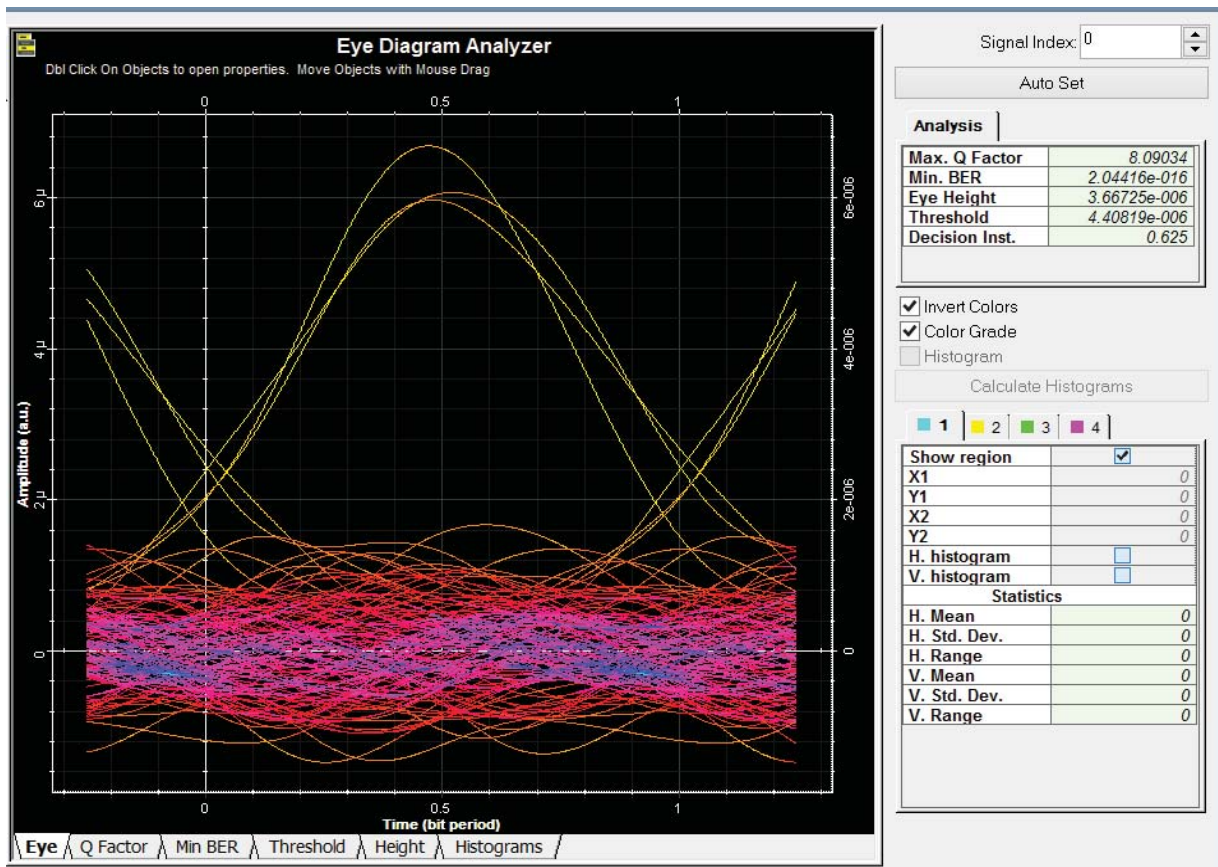 Eye Diagram Analyzer
Dbl Click On Objects to open properties. Move Objects with Mouse Drag
0 0.5 1
6 µ
4 µ
2 µ
0
6e-006
4e-006
2e-006
0
Amplitude (a.u.)
0 0.5 1
Time (bit period)
Eye Q Factor Min BER Threshold Height Histograms
Signal Index: 0
Auto Set
Analysis
Max. Q Factor 8.09034
Min. BER 2.04416e-016
Eye Height 3.66725e-006
Threshold 4.40819e-006
Decision Inst. 0.625
Invert Colors
Color Grade
Histogram
Calculate Histograms
1 2 3 4
Show region
X1 0
Y1 0
X2 0
Y2 0
H. histogram
V. histogram
Statistics
H. Mean 0
H. Std. Dev. 0
H. Range 0
V. Mean 0
V. Std. Dev. 0
V. Range 0